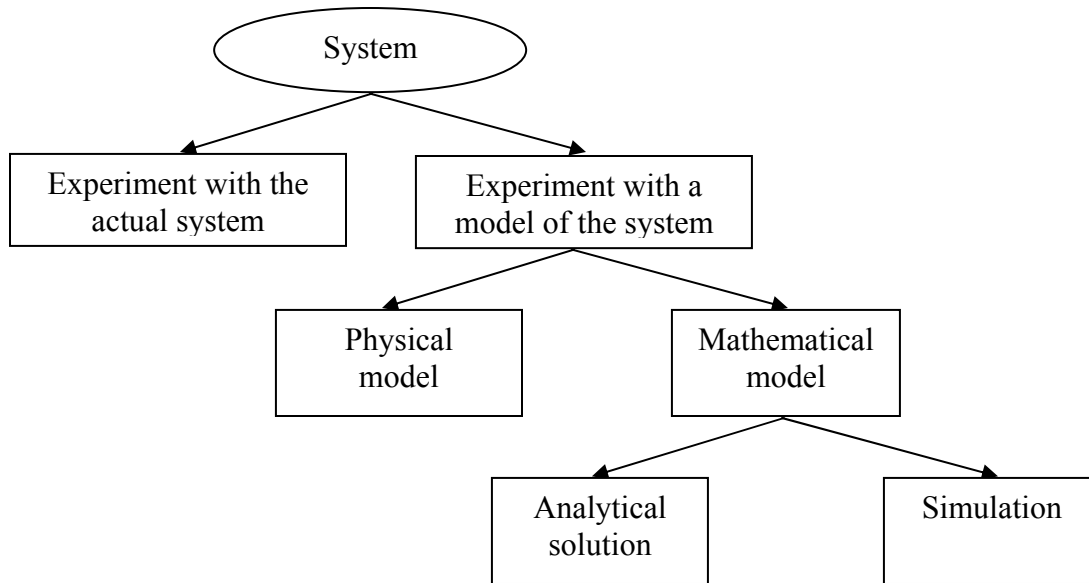 System
Experiment with the
actual system
Experiment with a
model of the system
Physical
model
Mathematical
model
Analytical
solution
Simulation